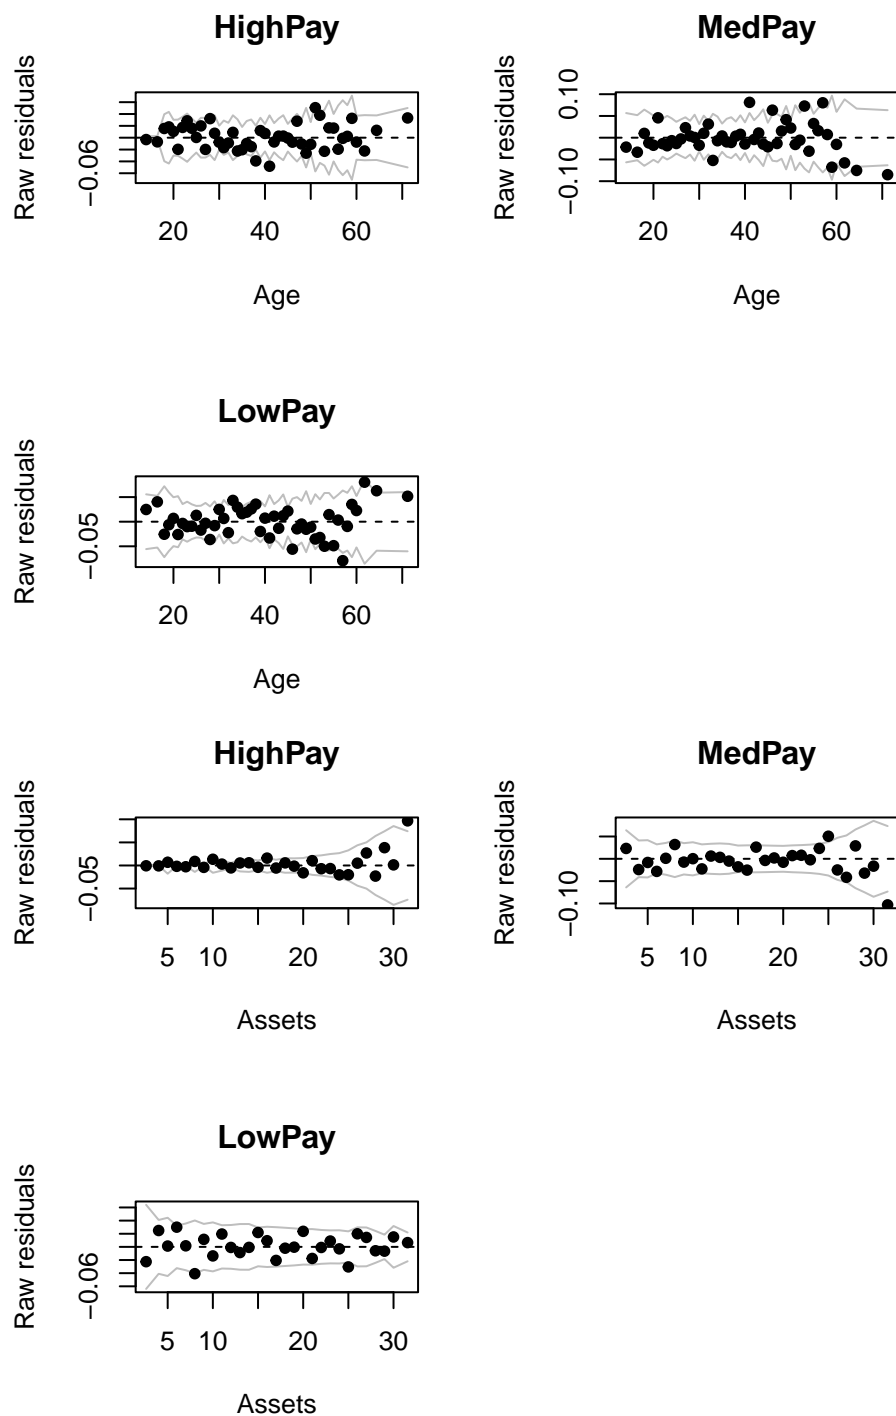 HighPay
Raw residuals
−0.06
20 40 60
Age
MedPay
Raw residuals
−0.10 0.10
20 40 60
Age
LowPay
Raw residuals
−0.05
20 40 60
Age
HighPay
Raw residuals
−0.05
5 10 20 30
Assets
MedPay
Raw residuals
−0.10
5 10 20 30
Assets
LowPay
Raw residuals
−0.06
5 10 20 30
Assets